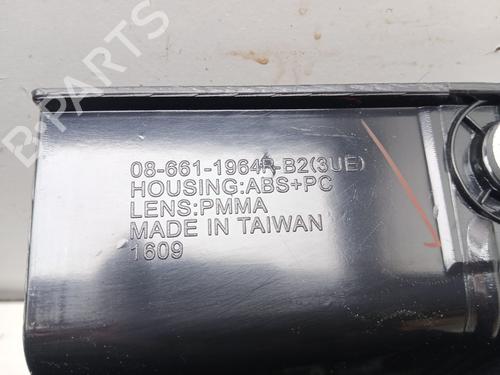 B-PARTS
08-661-1964R-B2(3UE)
HOUSING:ABS+PC
LENS:PMMA
MADE IN TAIWAN
1609